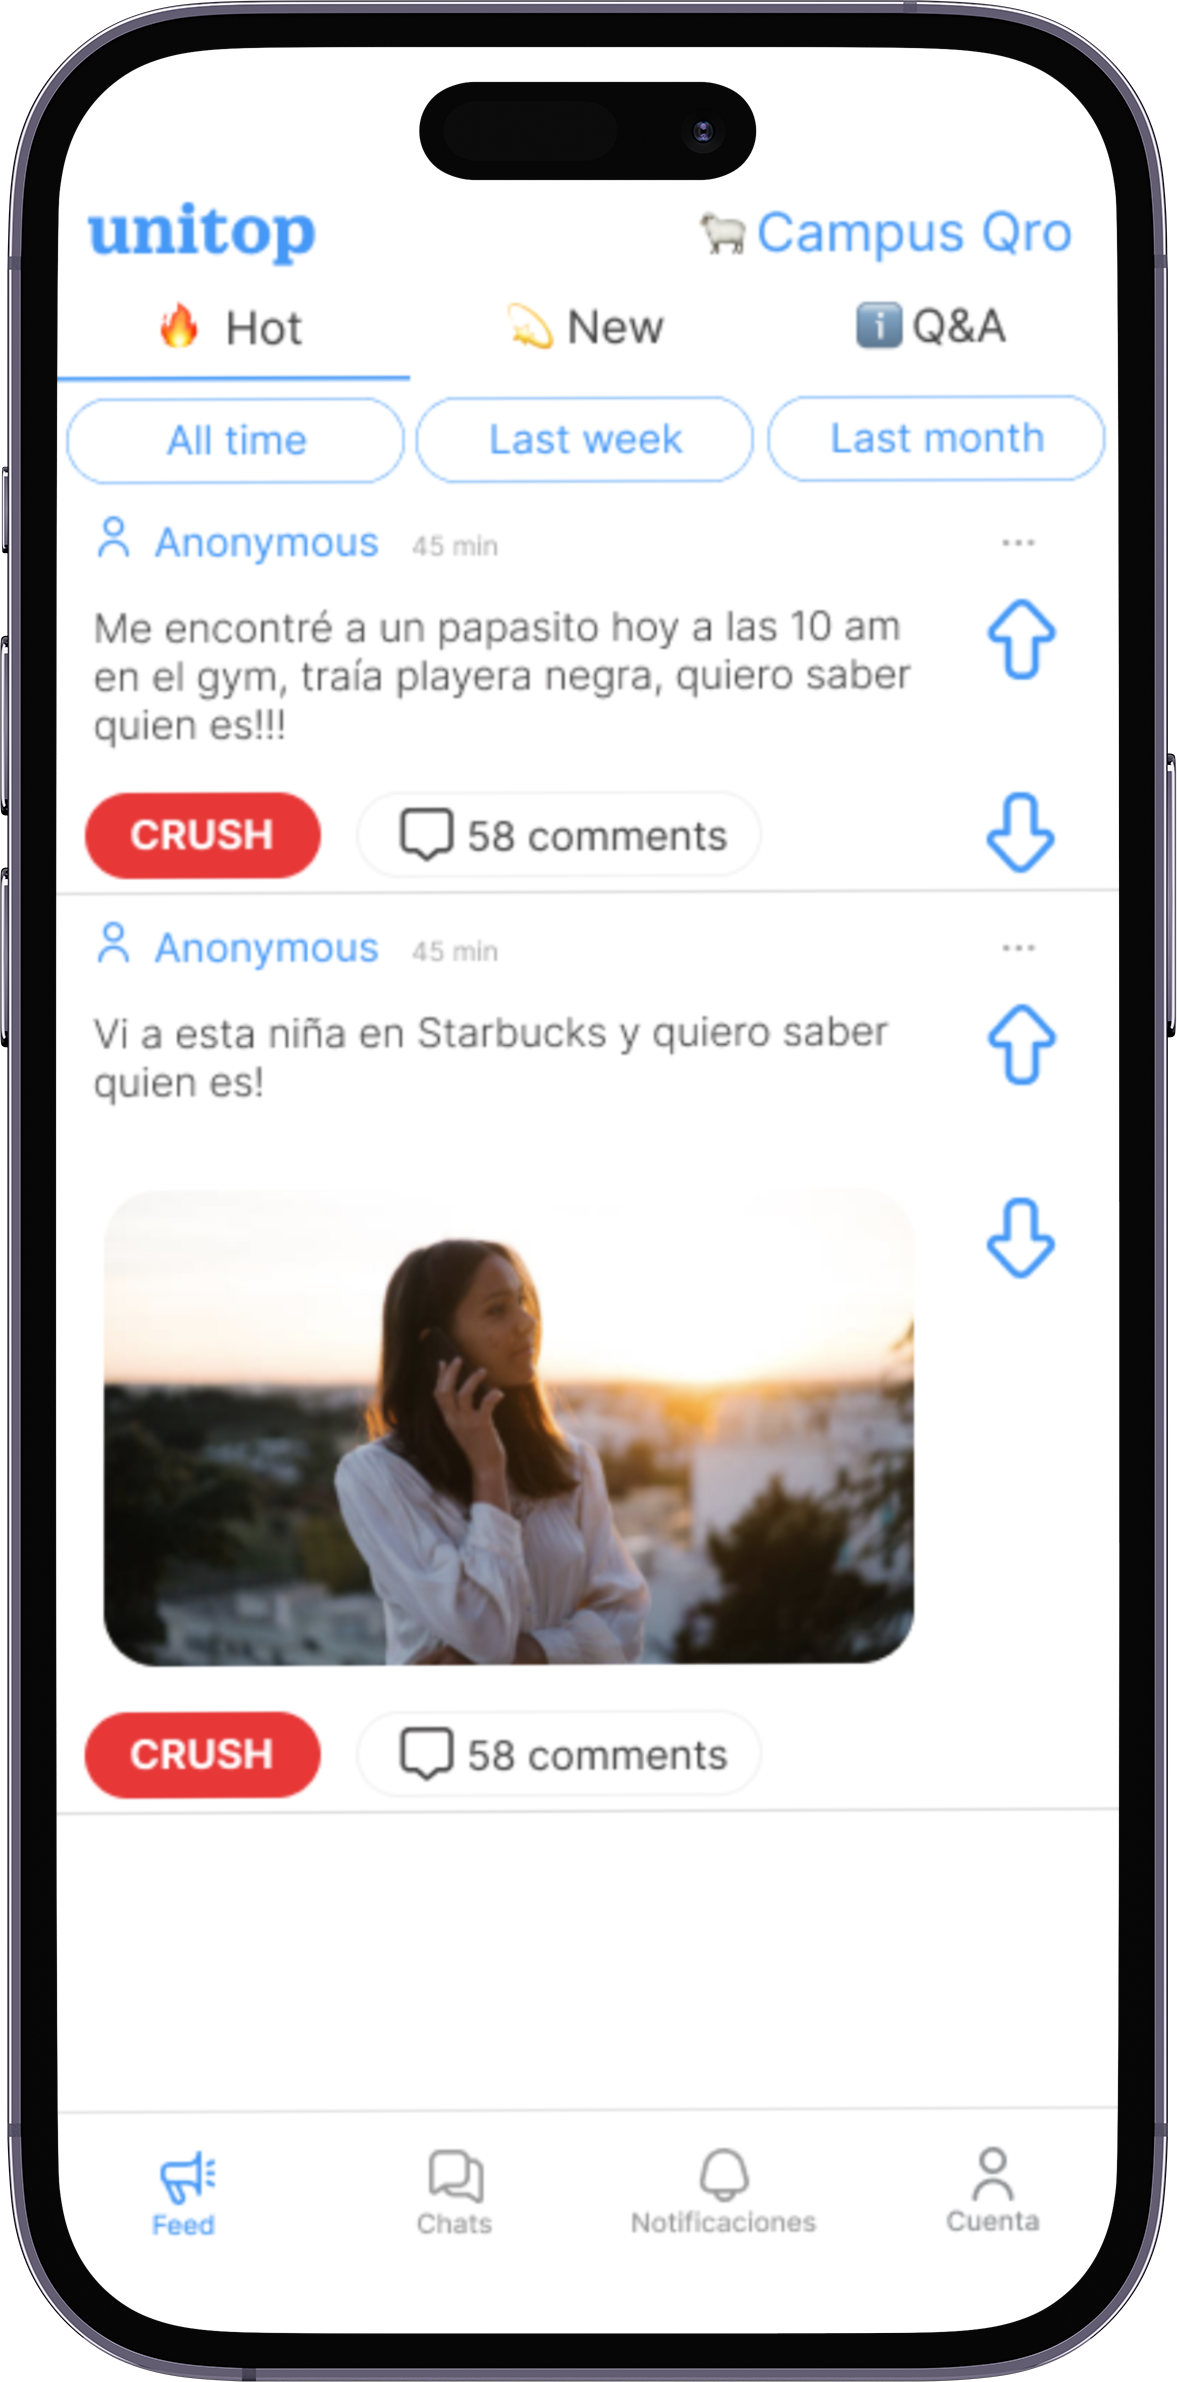 unitop
Campus Qro
Hot
New
Q&A
All time
Last week
Last month
Anonymous 45 min
Me encontré a un papasito hoy a las 10 am
en el gym, traía playera negra, quiero saber
quien es!!!
CRUSH
58 comments
Anonymous 45 min
Vi a esta niña en Starbucks y quiero saber
quien es!
CRUSH
58 comments
Feed
Chats
Notificaciones
Cuenta